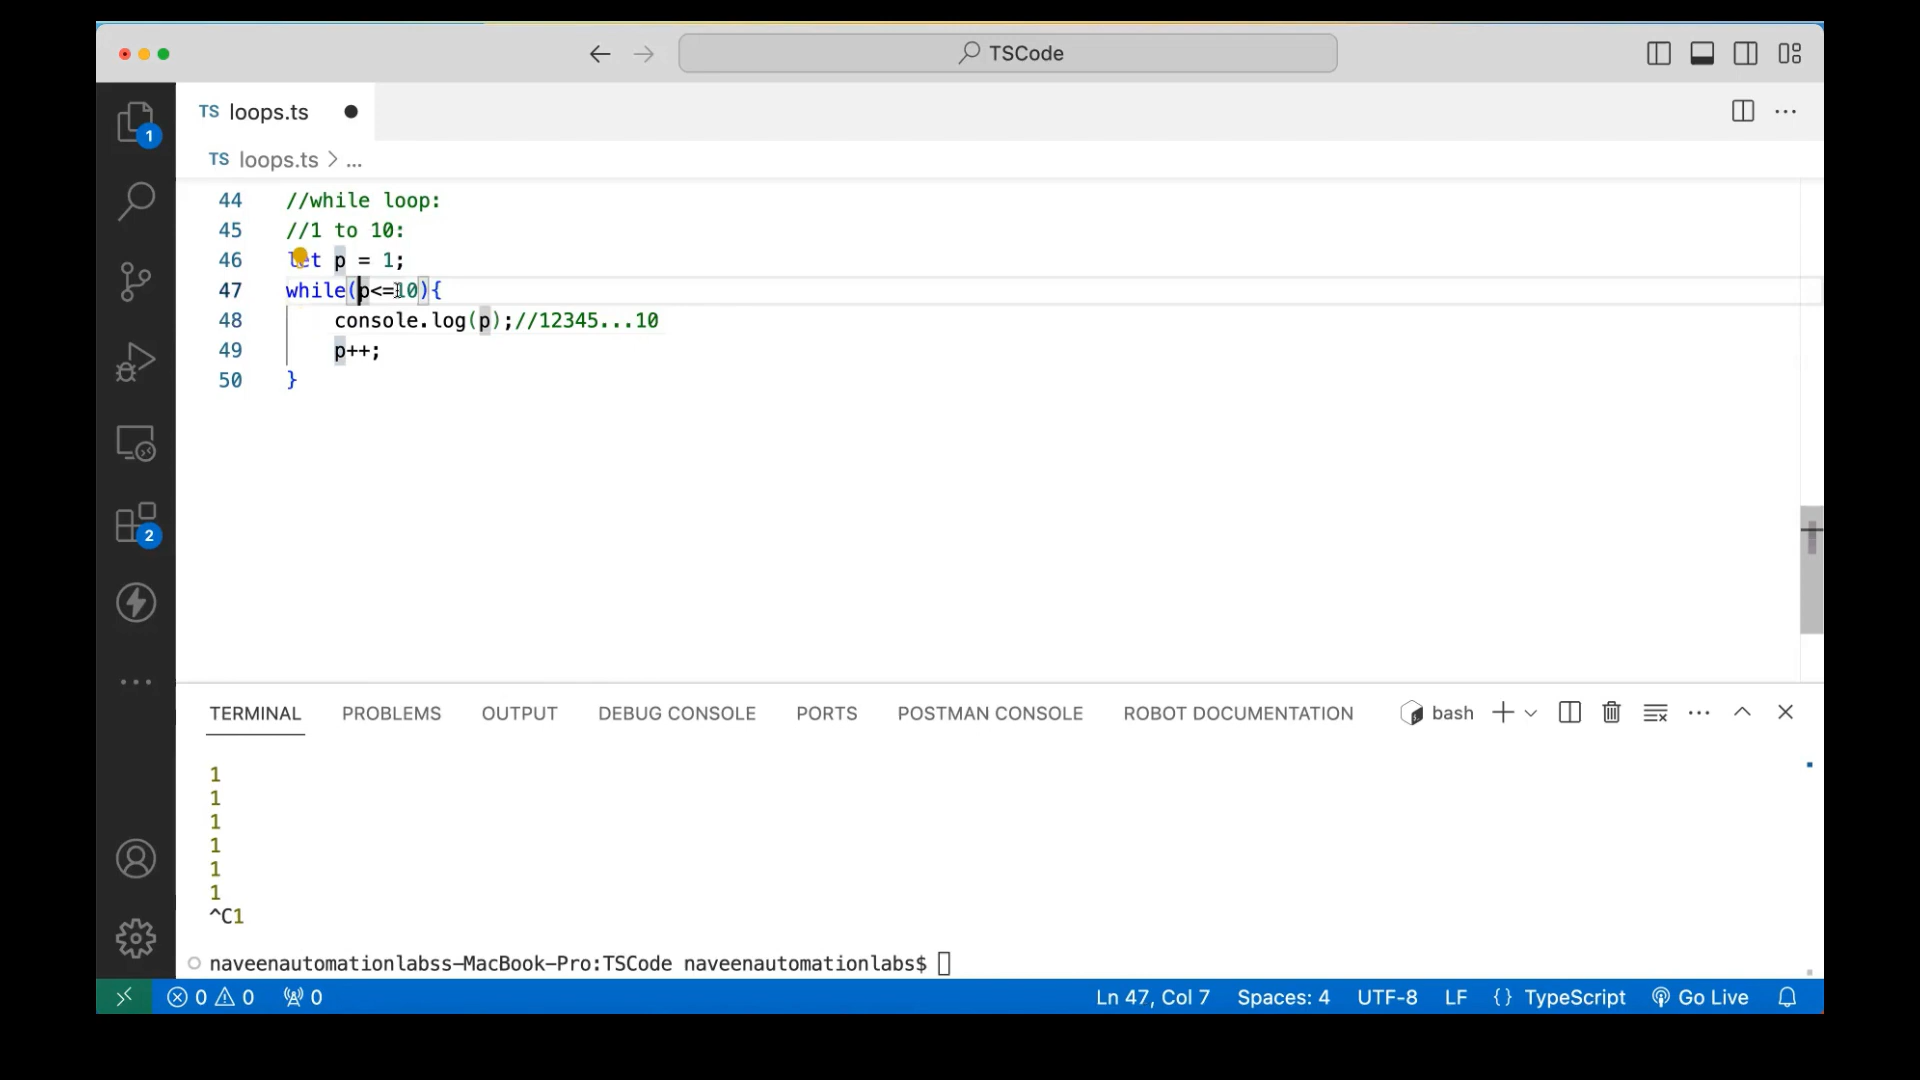 TSCode
TS loops.ts
TS loops.ts > ...
44 //while loop:
45 //1 to 10:
46 let p = 1;
47 while(p<=10){
48 console.log(p);//12345...10
49 p++;
50 }
1
2
TERMINAL PROBLEMS OUTPUT DEBUG CONSOLE PORTS POSTMAN CONSOLE ROBOT DOCUMENTATION bash
1
1
1
1
1
1
^C1
naveenautomationlabss-MacBook-Pro:TSCode naveenautomationlabs$
0 0 0 Ln 47, Col 7 Spaces: 4 UTF-8 LF {} TypeScript Go Live